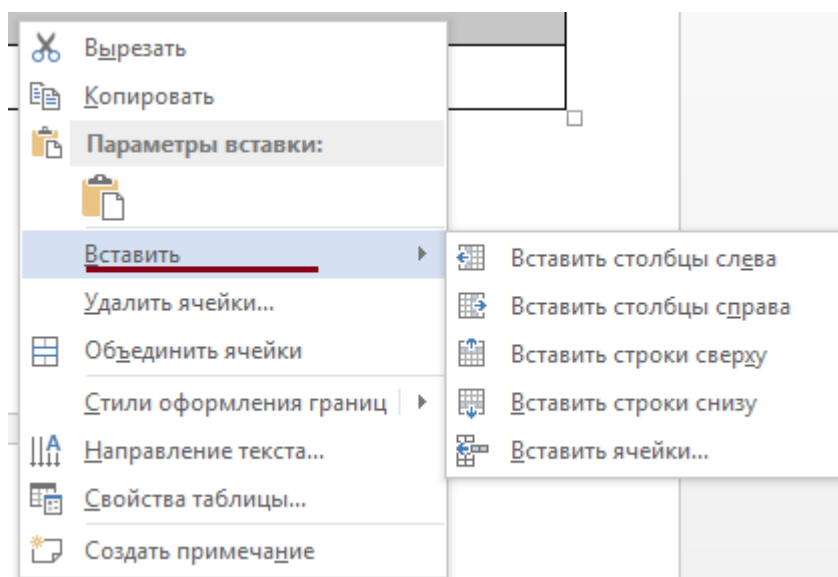 Вырезать
Копировать
Параметры вставки:
Вставить
Удалить ячейки...
Объединить ячейки
Стили оформления границ
Направление текста...
Свойства таблицы...
Создать примечание
Вставить столбцы слева
Вставить столбцы справа
Вставить строки сверху
Вставить строки снизу
Вставить ячейки...